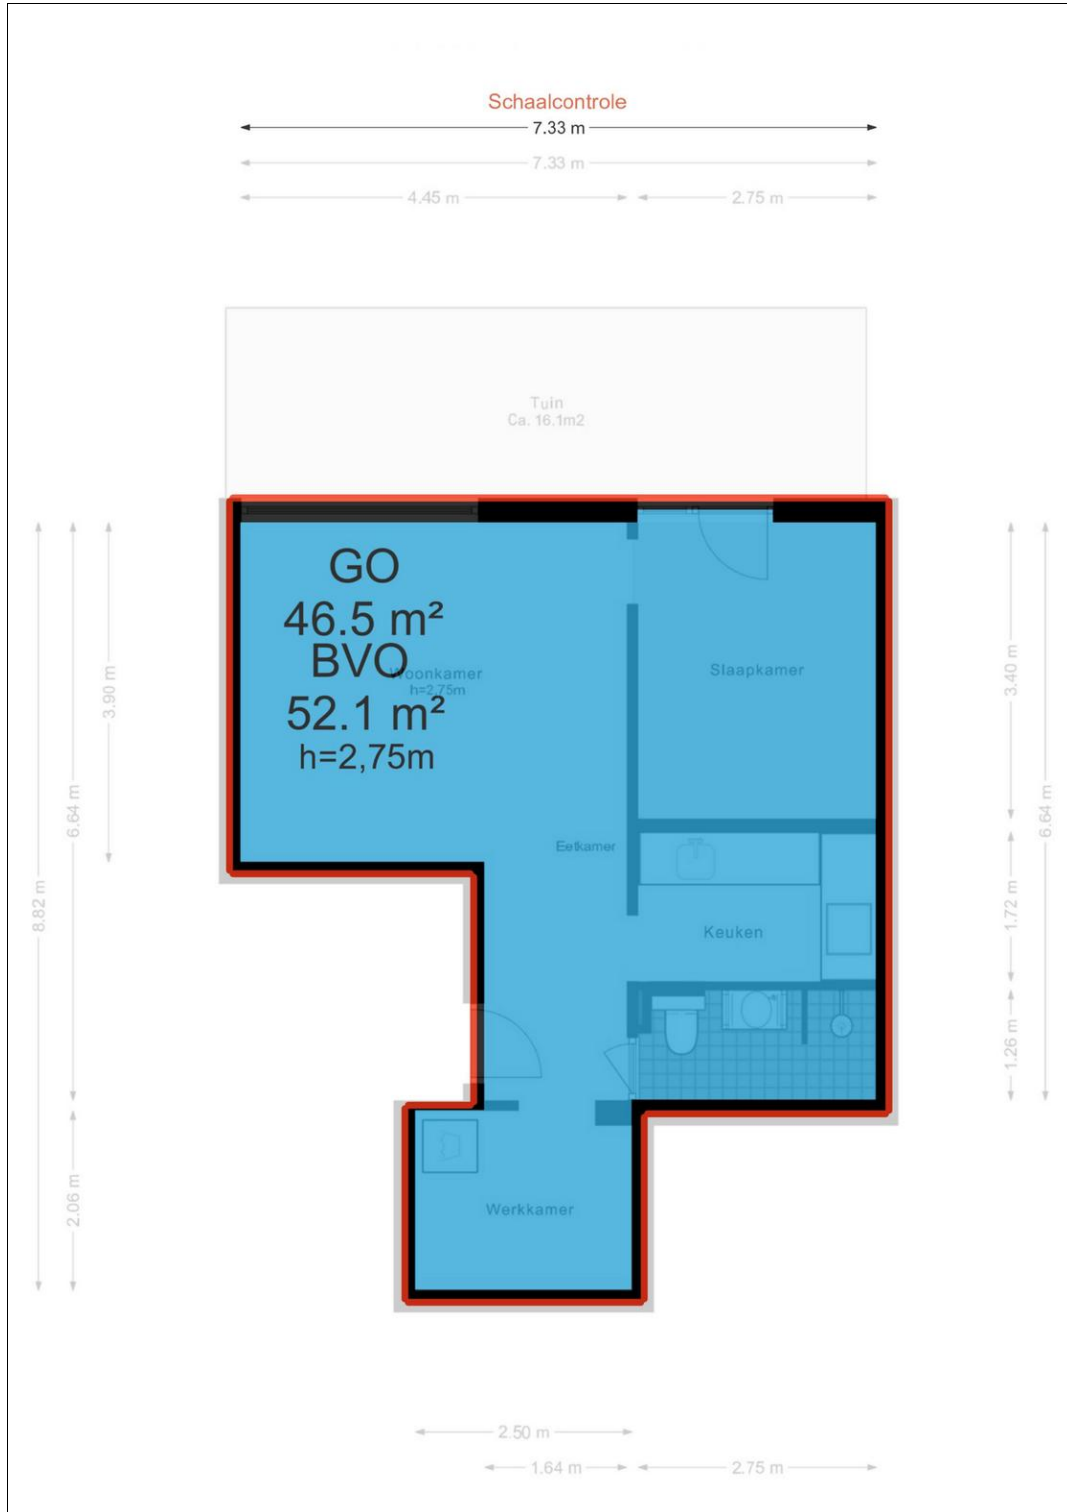 Schaalcontrole
7.33 m
7.33 m
4.45 m
2.75 m
Tuin
Ca. 16.1m2
GO
46.5 m²
BVO
52.1 m²
h=2,75m
Woonkamer
h=2,75m
Slaapkamer
Eetkamer
Keuken
Werkkamer
3.90 m
6.64 m
8.82 m
2.06 m
3.40 m
1.72 m
1.26 m
6.64 m
2.50 m
1.64 m
2.75 m